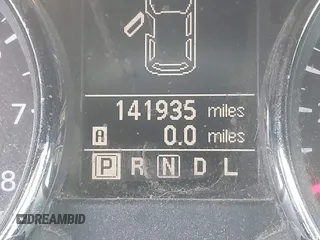 141935 miles
A 0.0 miles
P R N D L
7
8
DREAMBID